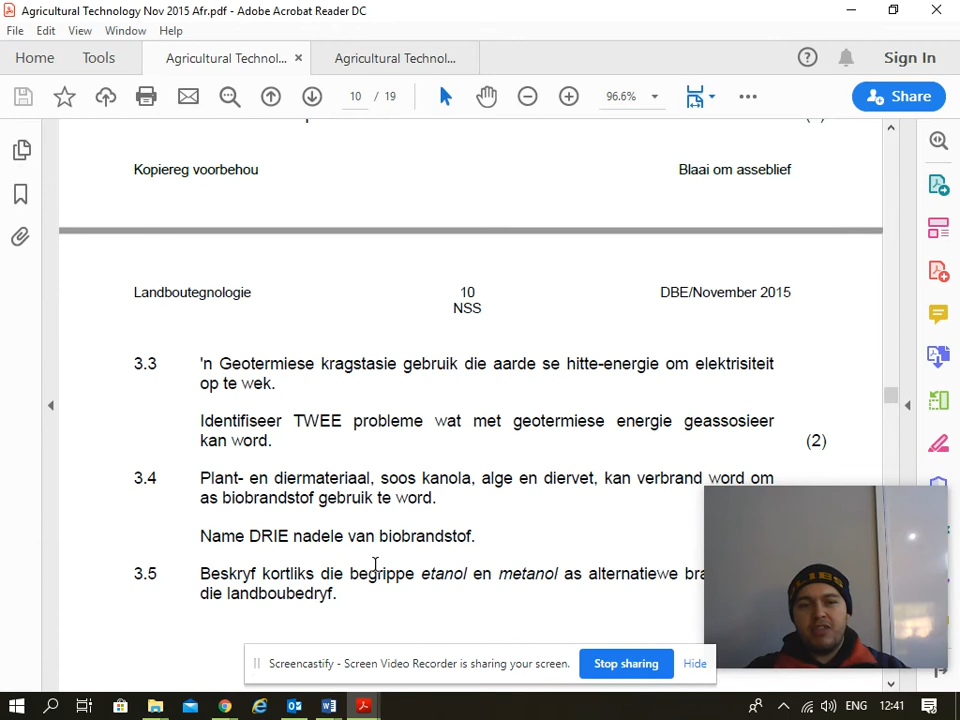 Agricultural Technology Nov 2015 Afr.pdf - Adobe Acrobat Reader DC
File Edit View Window Help
Home Tools Agricultural Technol... × Agricultural Technol... Sign In
10 / 19 96.6% Share
Kopiereg voorbehou Blaai om asseblief
Landboutegnologie 10 DBE/November 2015
NSS
3.3 'n Geotermiese kragstasie gebruik die aarde se hitte-energie om elektrisiteit
op te wek.
Identifiseer TWEE probleme wat met geotermiese energie geassosieer
kan word. (2)
3.4 Plant- en diermateriaal, soos kanola, alge en diervet, kan verbrand word om
as biobrandstof gebruik te word.
Name DRIE nadele van biobrandstof.
3.5 Beskryf kortliks die begrippe etanol en metanol as alternatiewe
die landboubedryf.
LIBS
Screencastify - Screen Video Recorder is sharing your screen. Stop sharing Hide
ENG 12:41